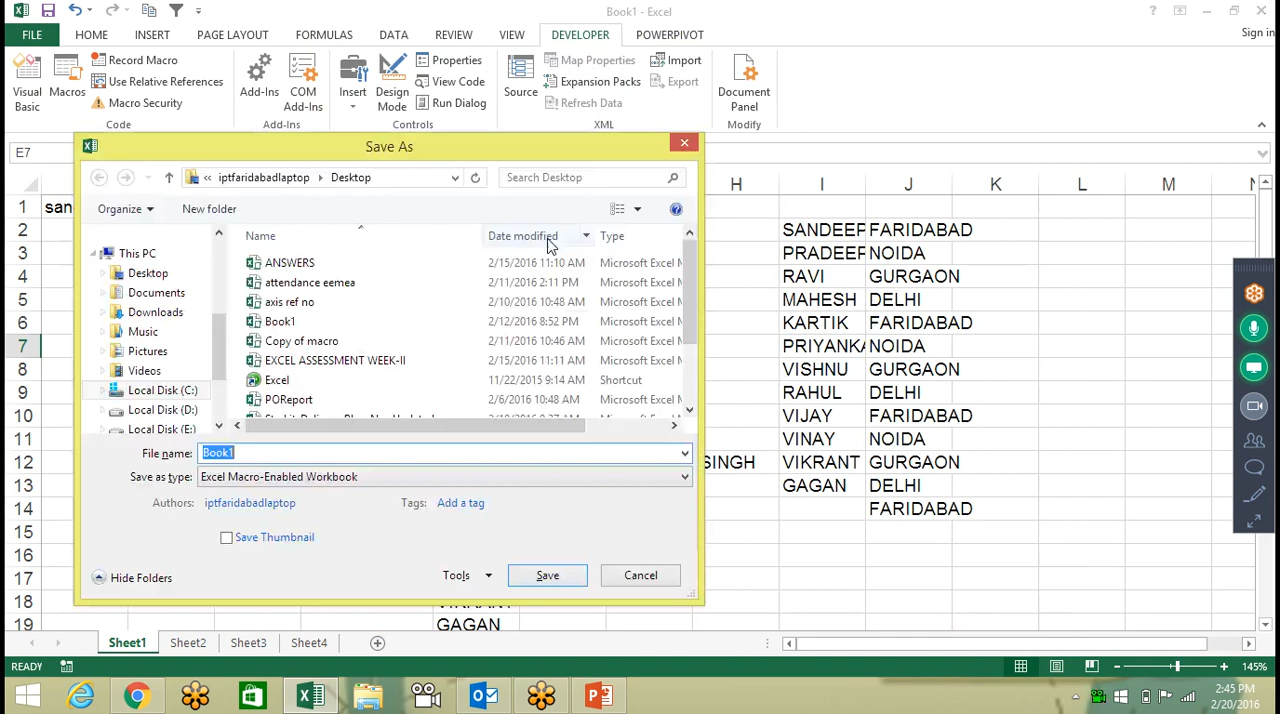 Book1 - Excel
FILE HOME INSERT PAGE LAYOUT FORMULAS DATA REVIEW VIEW DEVELOPER POWERPIVOT Sign in
Visual Basic
Macros
Record Macro
Use Relative References
Macro Security
Code
Add-Ins
COM Add-Ins
Add-Ins
Insert
Design Mode
Properties
View Code
Run Dialog
Controls
Source
Map Properties
Expansion Packs
Refresh Data
Import
Export
XML
Document Panel
Modify
E7
Save As
« iptfaridabadlaptop Desktop
Search Desktop
Organize New folder
Name Date modified Type
This PC
Desktop
Documents
Downloads
Music
Pictures
Videos
Local Disk (C:)
Local Disk (D:)
Local Disk (E:)
ANSWERS 2/15/2016 11:10 AM Microsoft Excel
attendance eemea 2/11/2016 2:11 PM Microsoft Excel
axis ref no 2/10/2016 10:48 AM Microsoft Excel
Book1 2/12/2016 8:52 PM Microsoft Excel
Copy of macro 2/11/2016 10:46 AM Microsoft Excel
EXCEL ASSESSMENT WEEK-II 2/15/2016 11:11 AM Microsoft Excel
Excel 11/22/2015 9:14 AM Shortcut
POReport 2/6/2016 10:48 AM Microsoft Excel
File name: Book1
Save as type: Excel Macro-Enabled Workbook
Authors: iptfaridabadlaptop Tags: Add a tag
Save Thumbnail
Hide Folders Tools Save Cancel
H I J K L M N
1 san
2 SANDEEP FARIDABAD
3 PRADEEP NOIDA
4 RAVI GURGAON
5 MAHESH DELHI
6 KARTIK FARIDABAD
7 PRIYANKA NOIDA
8 VISHNU GURGAON
9 RAHUL DELHI
10 VIJAY FARIDABAD
11 VINAY NOIDA
12 SINGH VIKRANT GURGAON
13 GAGAN DELHI
14 FARIDABAD
15
16
17
18 VIKRANT
19 GAGAN
Sheet1 Sheet2 Sheet3 Sheet4
READY 145%
2:45 PM
2/20/2016